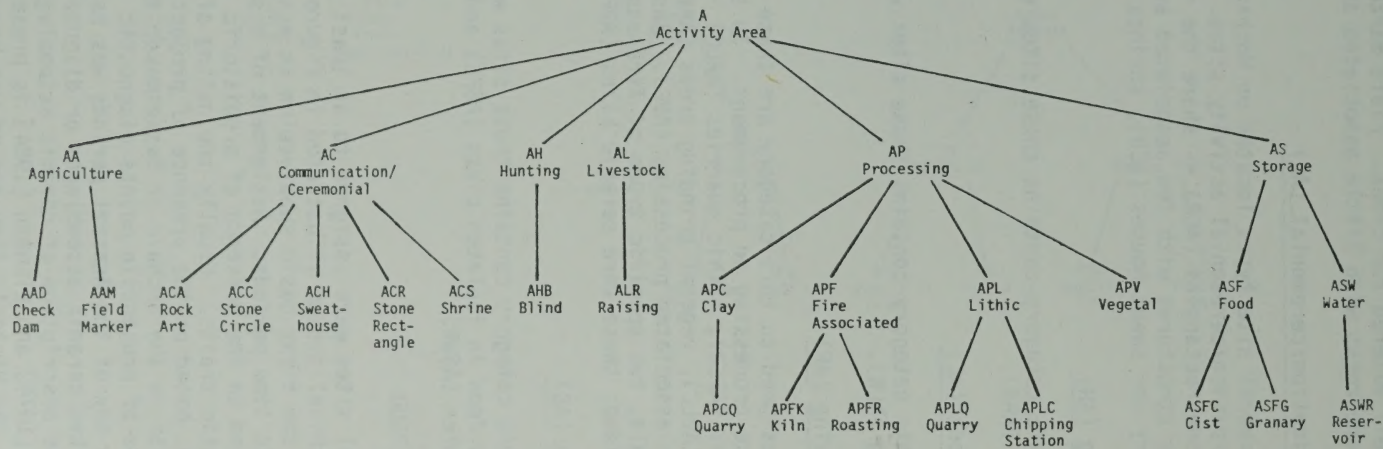 A
Activity Area
AA
Agriculture
AC
Communication/
Ceremonial
AH
Hunting
AL
Livestock
AP
Processing
AS
Storage
AAD
Check
Dam
AAM
Field
Marker
ACA
Rock
Art
ACC
Stone
Circle
ACH
Sweat-
house
ACR
Stone
Rect-
angle
ACS
Shrine
AHB
Blind
ALR
Raising
APC
Clay
APF
Fire
Associated
APL
Lithic
APV
Vegetal
ASF
Food
ASW
Water
APCQ
Quarry
APFK
Kiln
APFR
Roasting
APLQ
Quarry
APLC
Chipping
Station
ASFC
Cist
ASFG
Granary
ASWR
Reser-
voir